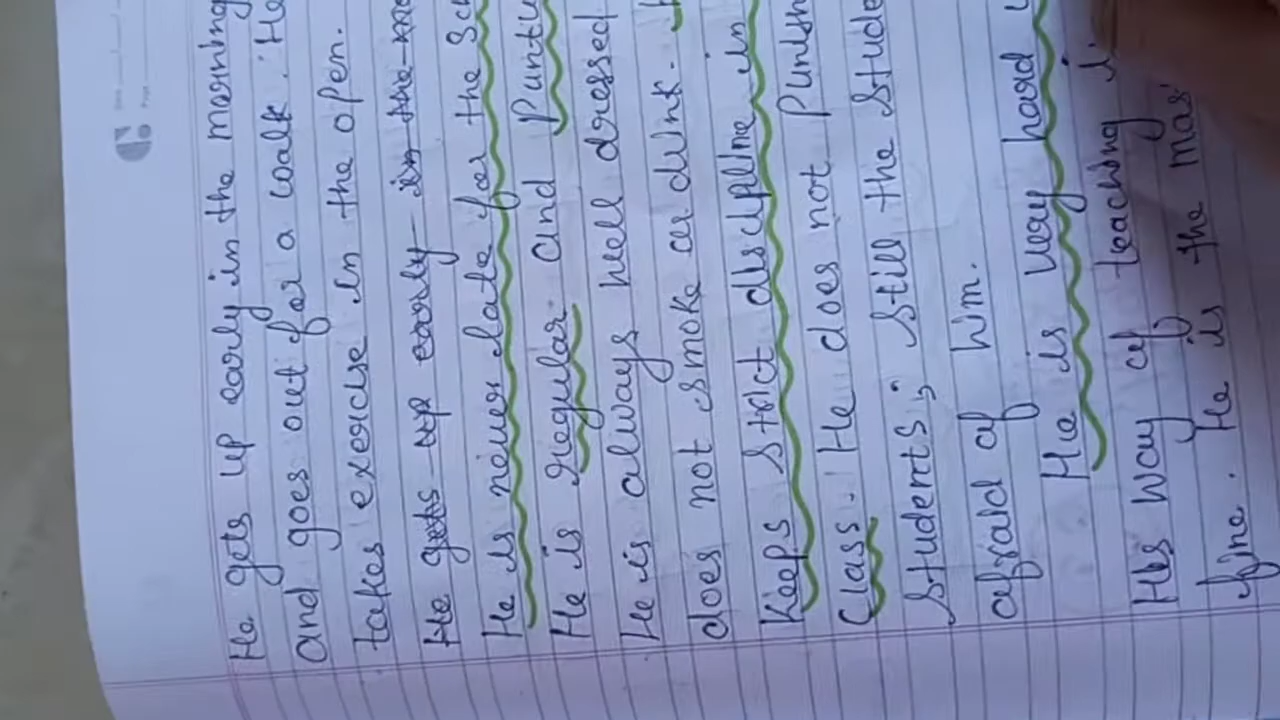 He gets up early in the morning
and goes out for a walk. He
takes exercise in the open.
He gets up early in the mo
He is never late for the Sc
He is regular and Puntu
He is always well dressed
does not smoke or drink.
Keeps strict discipline in
Class. He does not Punish
students; still the stude
afraid of him.
He is very hard
His way of teaching i
fine. He is the mas